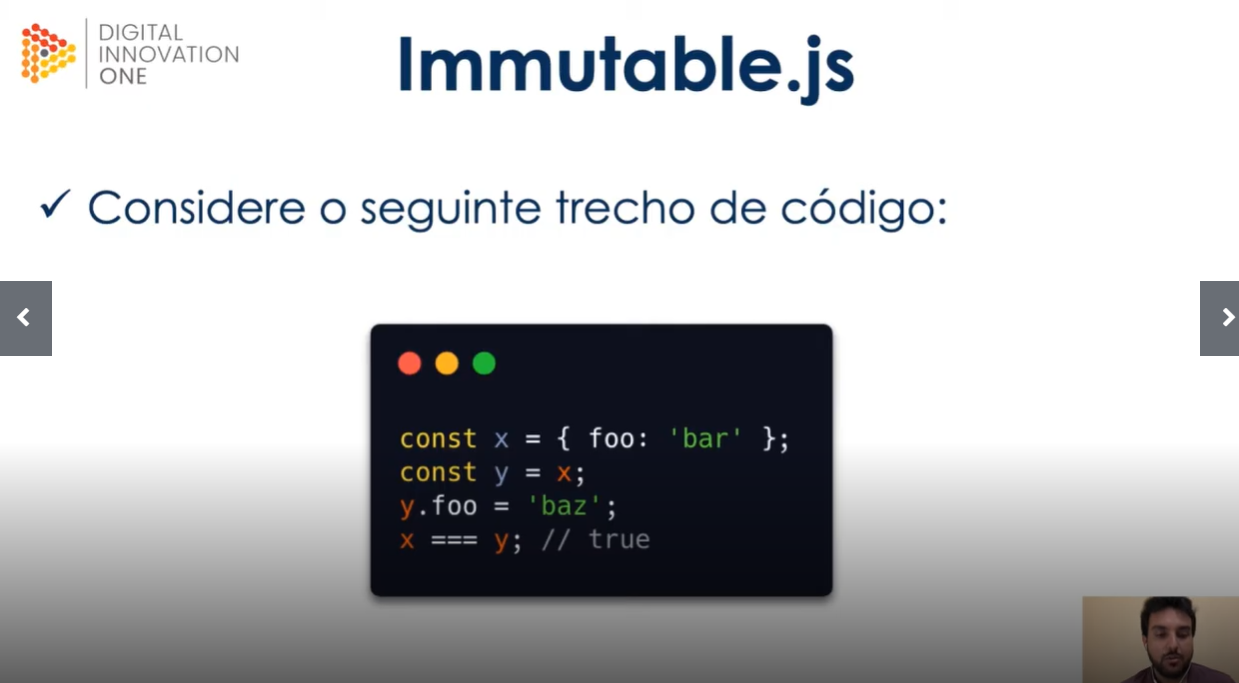 DIGITAL
INNOVATION
ONE
Immutable.js
✓ Considere o seguinte trecho de código:
const x = { foo: 'bar' };
const y = x;
y.foo = 'baz';
x === y; // true